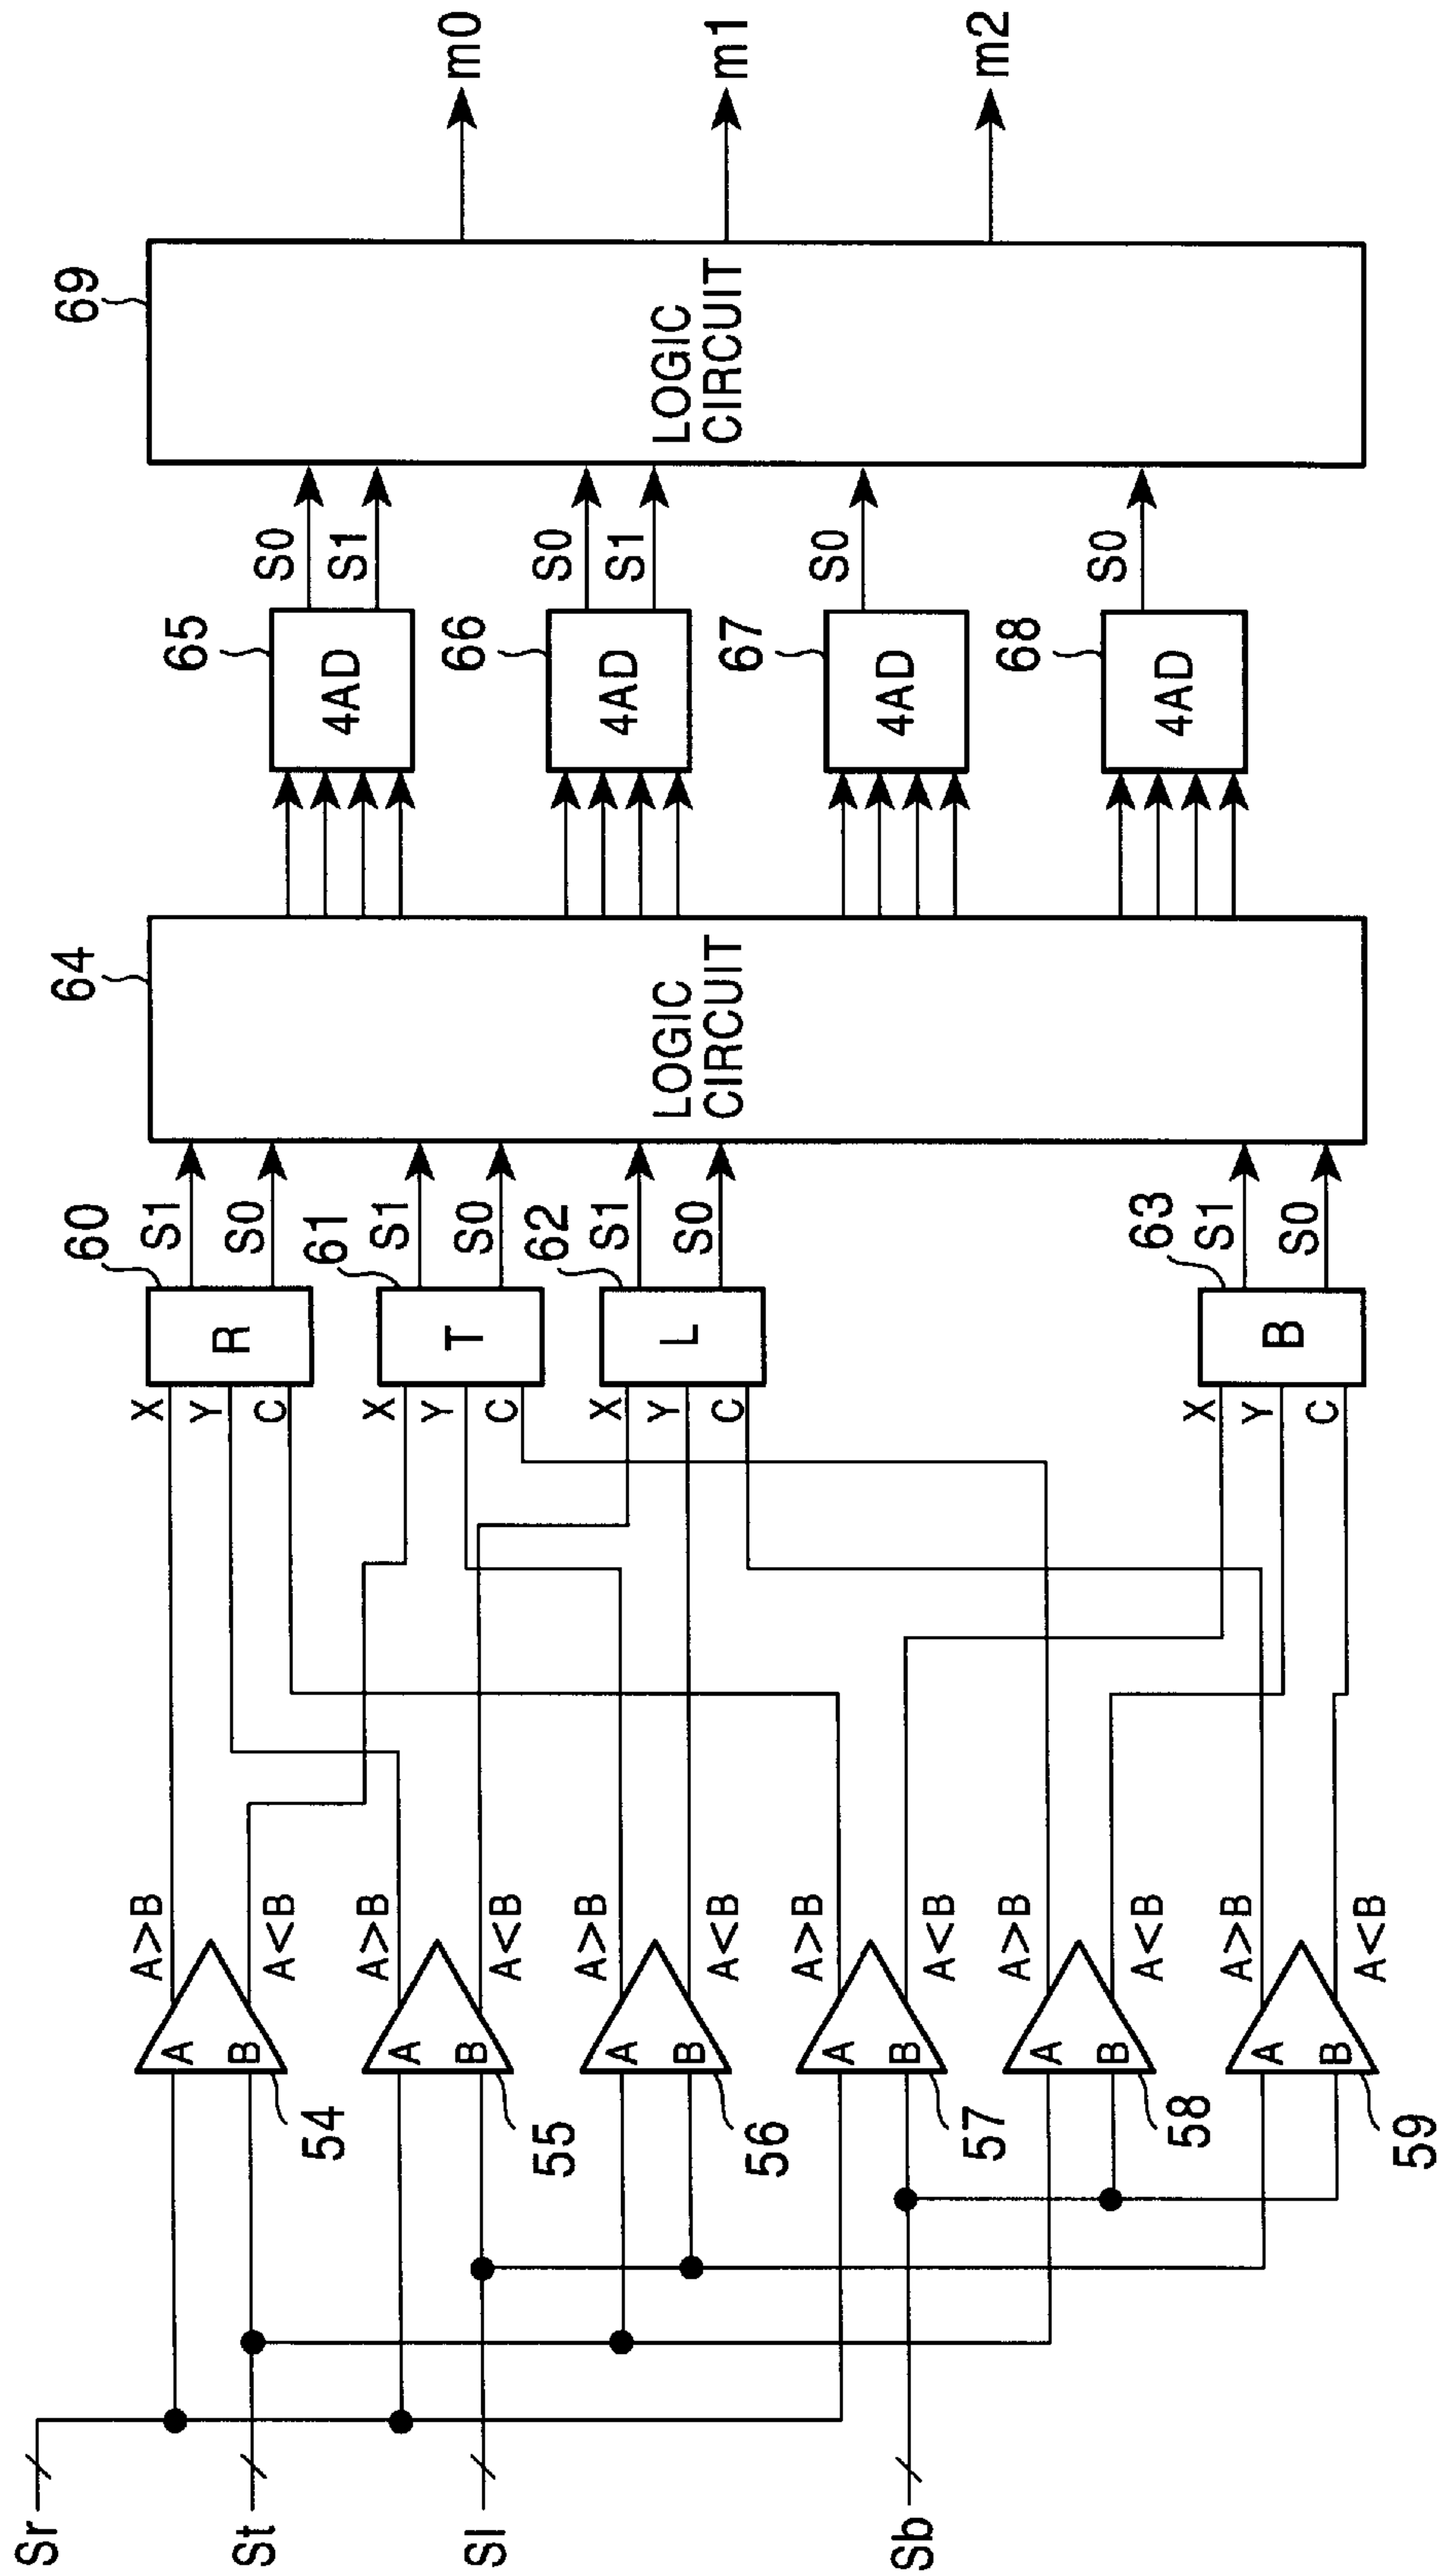 Sr
St
Sl
Sb
A
B
54
A>B
A<B
A
B
55
A>B
A<B
A
B
56
A>B
A<B
A
B
57
A>B
A<B
A
B
58
A>B
A<B
A
B
59
A>B
A<B
X
Y
C
R
60
S1
S0
X
Y
C
T
61
S1
S0
X
Y
C
L
62
S1
S0
X
Y
C
B
63
S1
S0
64
LOGIC
CIRCUIT
65
4AD
S0
S1
66
4AD
S0
S1
67
4AD
S0
68
4AD
S0
69
LOGIC
CIRCUIT
m0
m1
m2